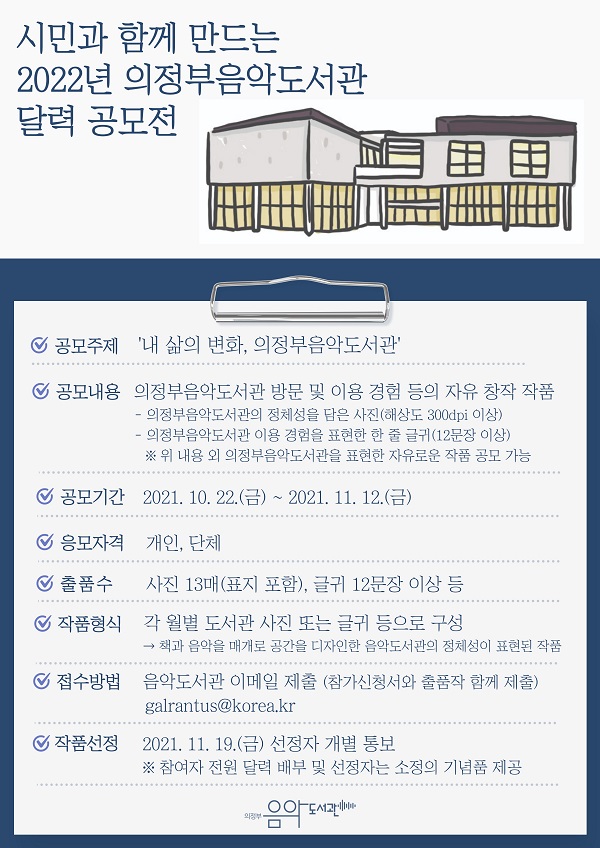 시민과 함께 만드는
2022년 의정부음악도서관
달력 공모전
공모주제 '내 삶의 변화, 의정부음악도서관'
공모내용 의정부음악도서관 방문 및 이용 경험 등의 자유 창작 작품
- 의정부음악도서관의 정체성을 담은 사진(해상도 300dpi 이상)
- 의정부음악도서관 이용 경험을 표현한 한 줄 글귀(12문장 이상)
※ 위 내용 외 의정부음악도서관을 표현한 자유로운 작품 공모 가능
공모기간 2021. 10. 22.(금) ~ 2021. 11. 12.(금)
응모자격 개인, 단체
출품수 사진 13매(표지 포함), 글귀 12문장 이상 등
작품형식 각 월별 도서관 사진 또는 글귀 등으로 구성
→ 책과 음악을 매개로 공간을 디자인한 음악도서관의 정체성이 표현된 작품
접수방법 음악도서관 이메일 제출 (참가신청서와 출품작 함께 제출)
galrantus@korea.kr
작품선정 2021. 11. 19.(금) 선정자 개별 통보
※ 참여자 전원 달력 배부 및 선정자는 소정의 기념품 제공
의정부 음악도서관